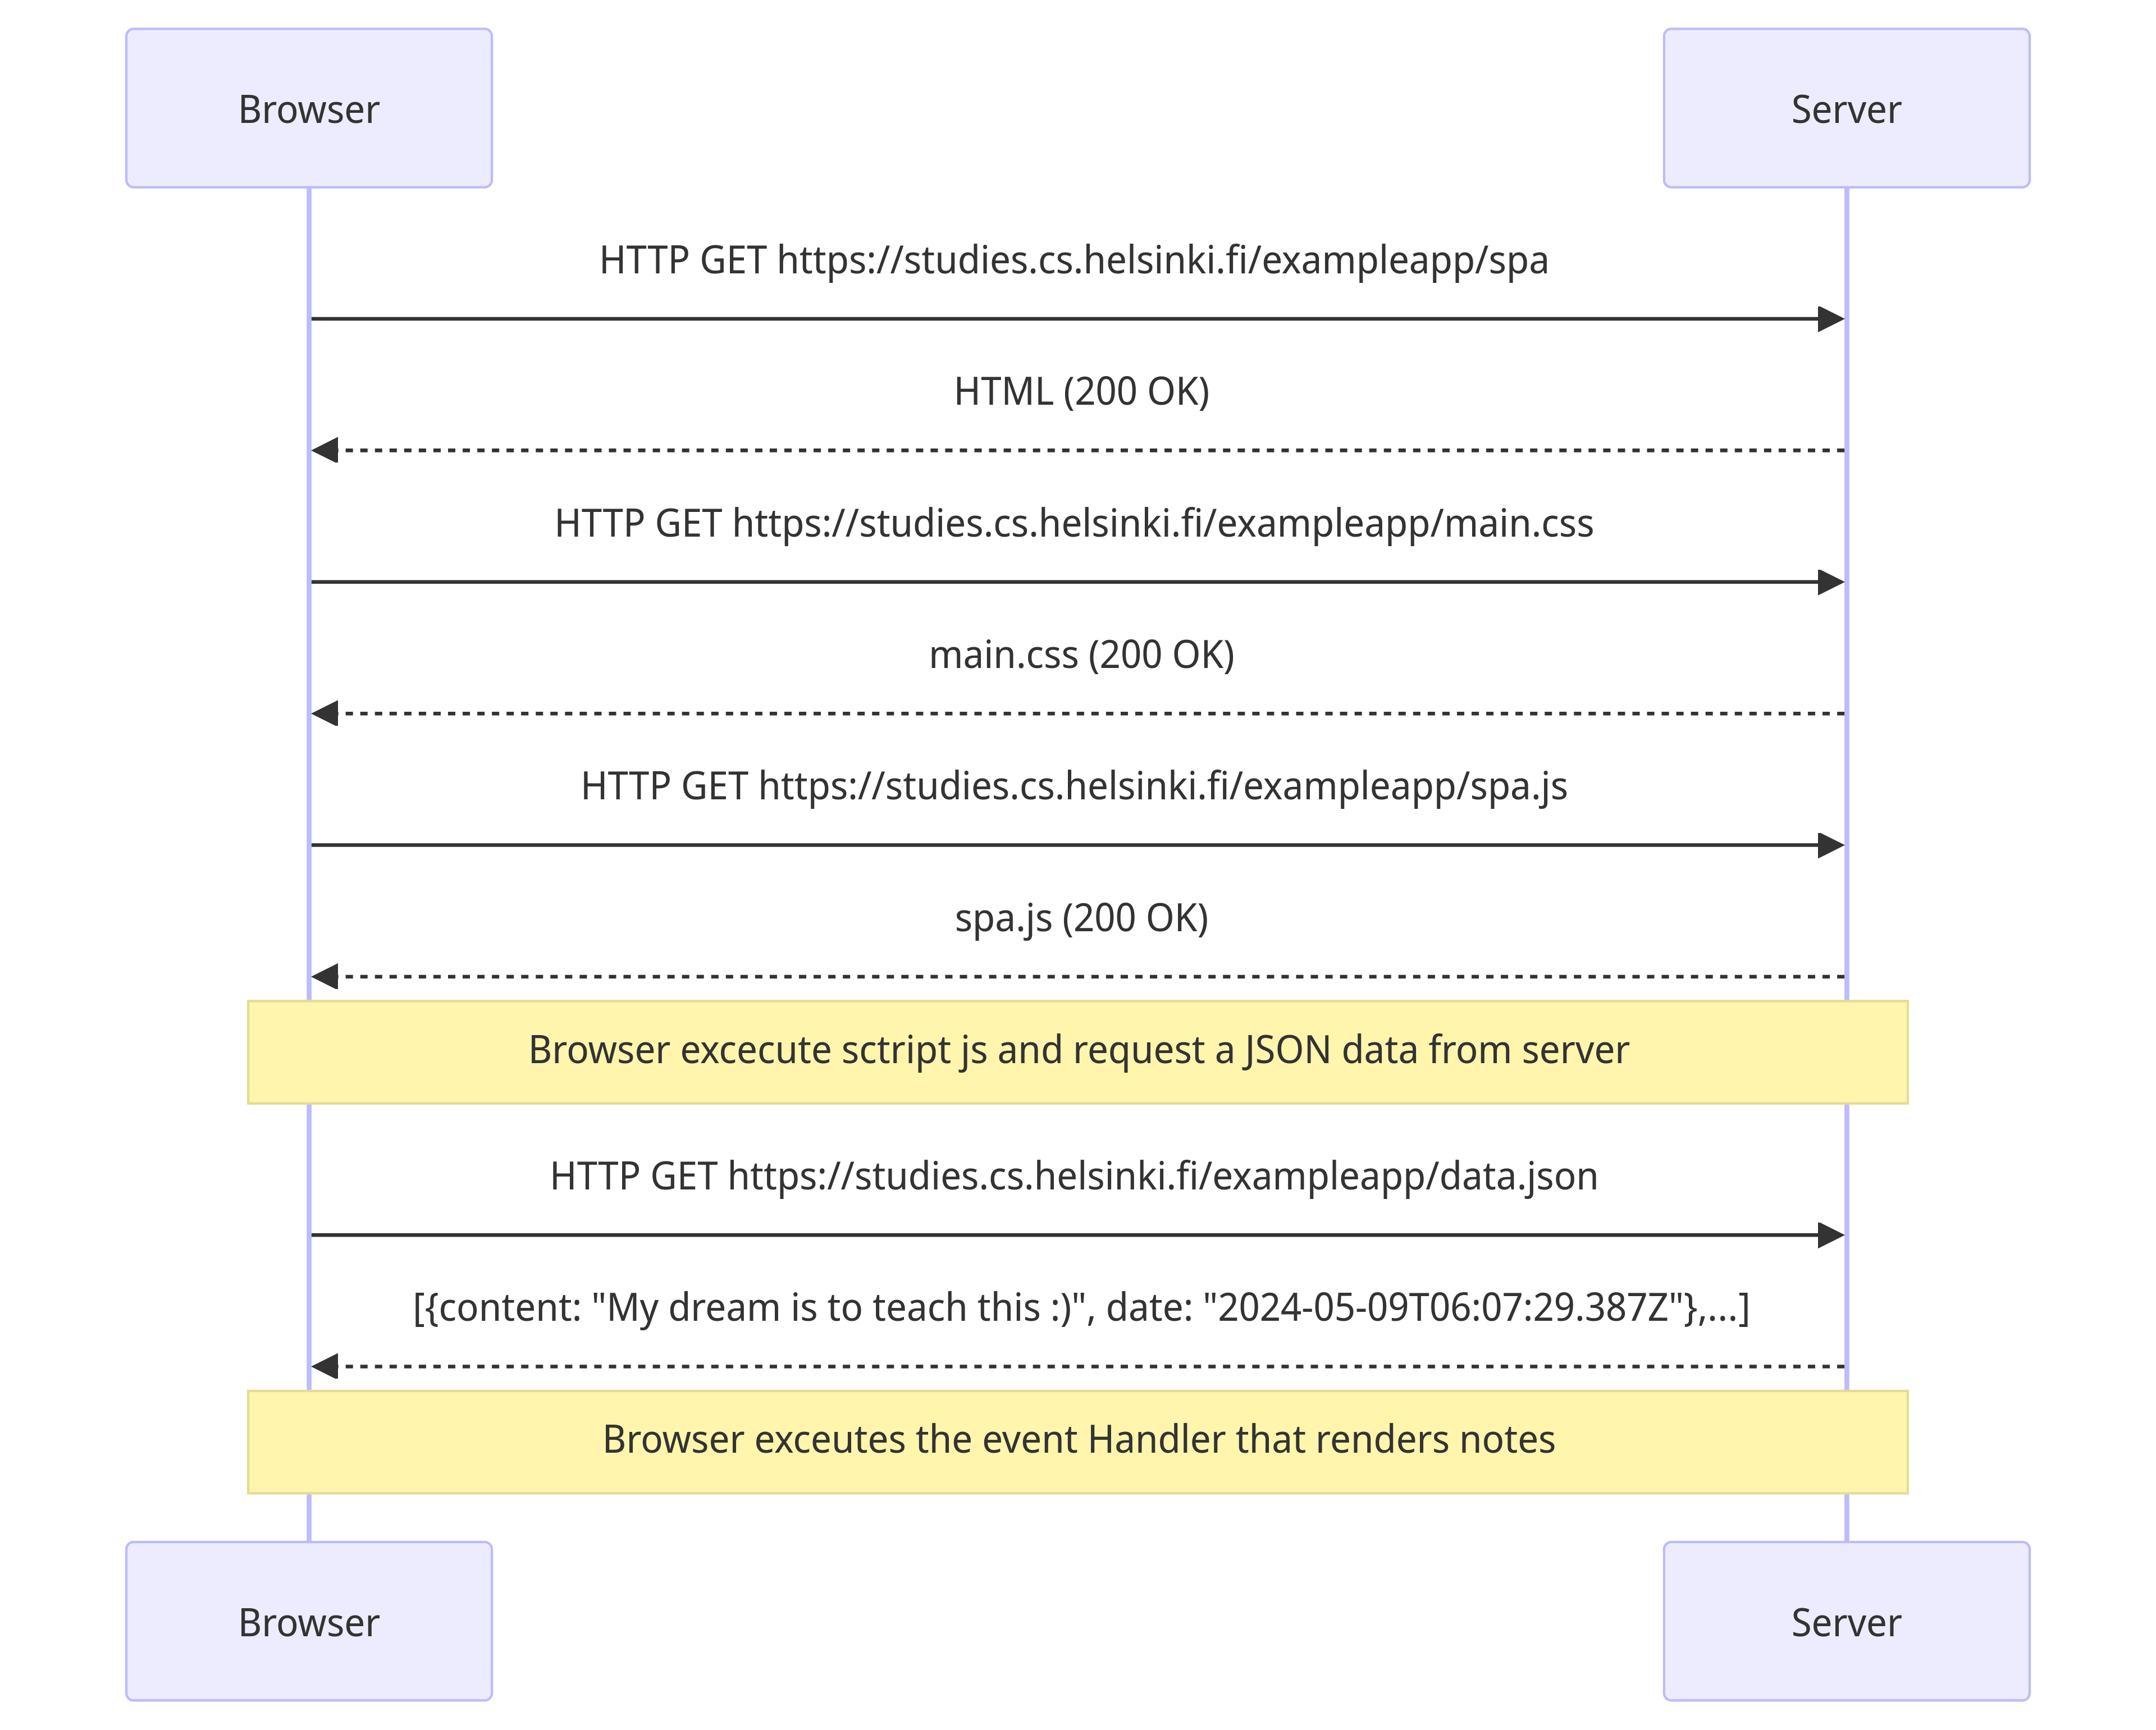 Browser
Server
HTTP GET https://studies.cs.helsinki.fi/exampleapp/spa
HTML (200 OK)
HTTP GET https://studies.cs.helsinki.fi/exampleapp/main.css
main.css (200 OK)
HTTP GET https://studies.cs.helsinki.fi/exampleapp/spa.js
spa.js (200 OK)
Browser excecute sctript js and request a JSON data from server
HTTP GET https://studies.cs.helsinki.fi/exampleapp/data.json
[{content: "My dream is to teach this :)", date: "2024-05-09T06:07:29.387Z"},...]
Browser exceutes the event Handler that renders notes
Browser
Server